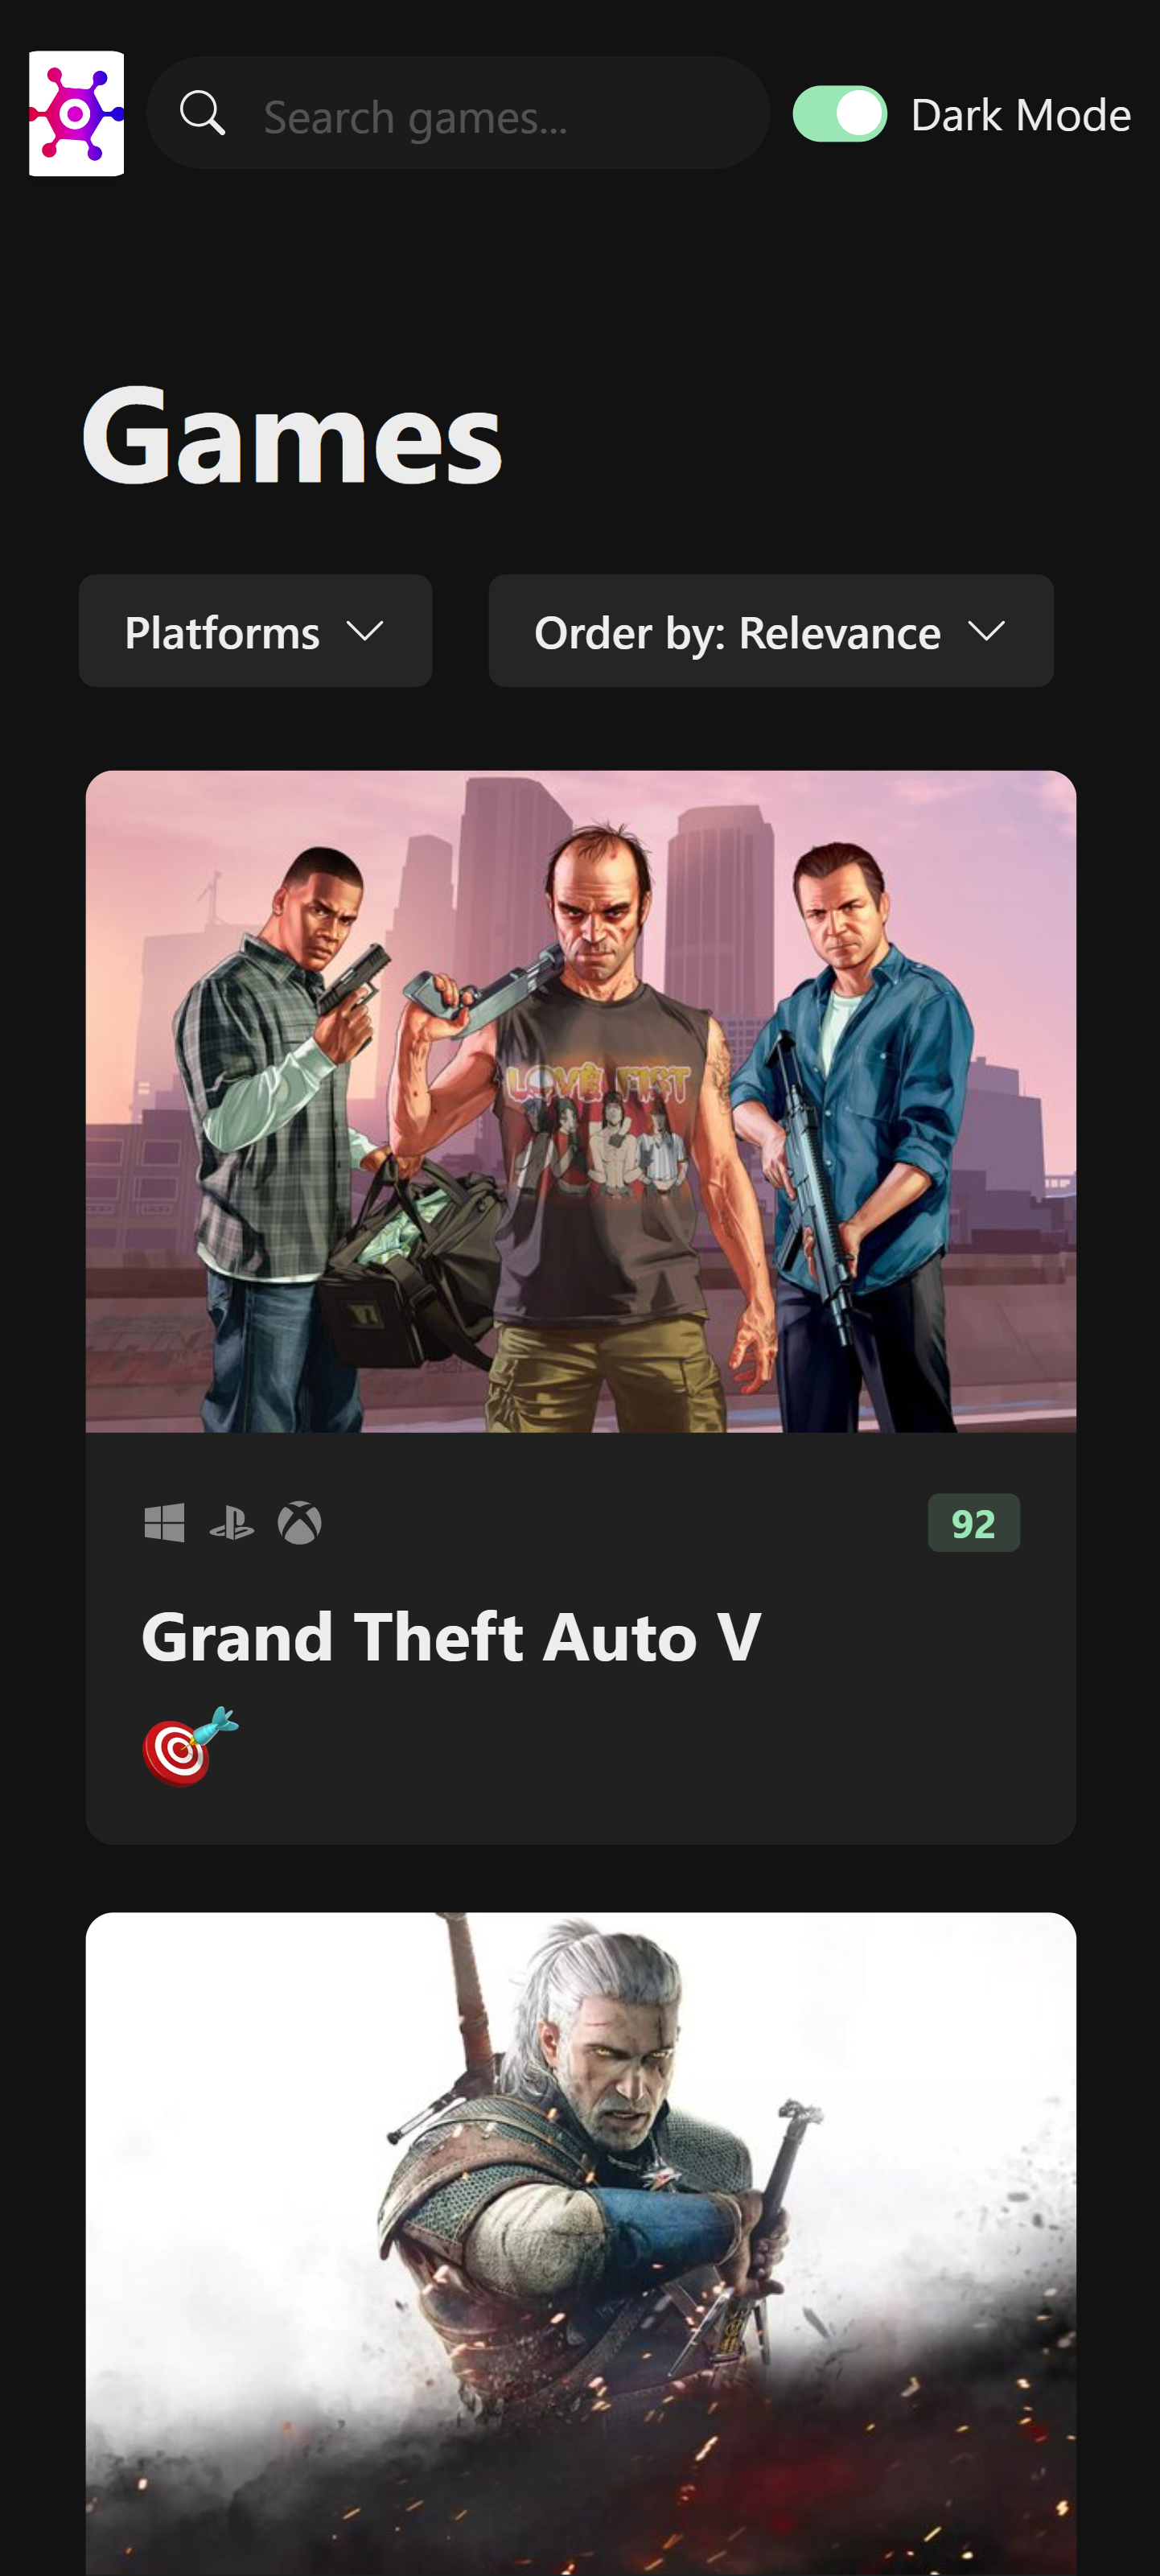 Search games...
Dark Mode
Games
Platforms
Order by: Relevance
LOVE FIST
92
Grand Theft Auto V